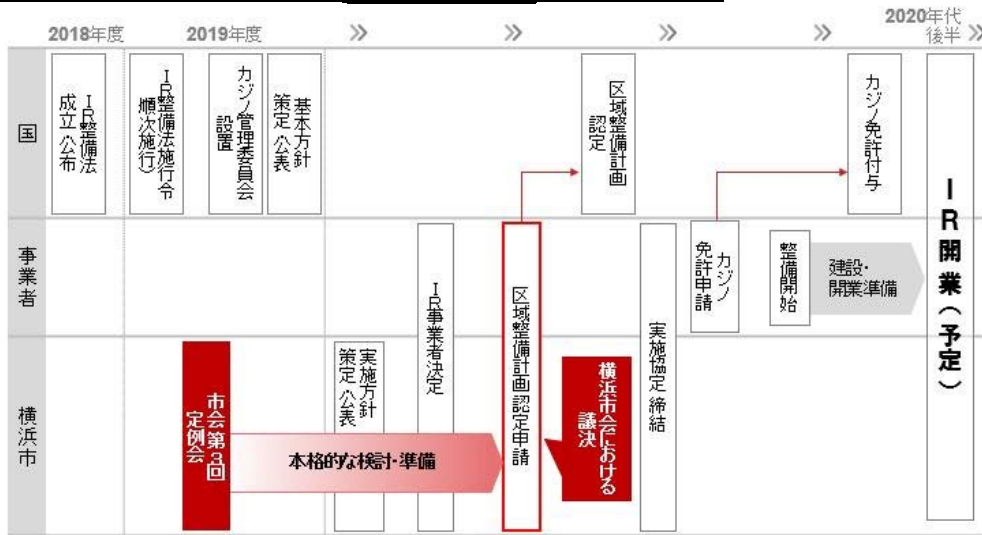 2018年度
2019年度
≫
≫
≫
≫
2020年代
後半
≫
国
IR整備法
成立・公布
IR整備法施行令
順次施行)
カジノ管理委員会
設置
基本方針
策定・公表
区域整備計画
認定
カジノ免許付与
事業者
IR事業者決定
区域整備計画認定申請
実施協定締結
カジノ
免許申請
整備開始
建設・
開業準備
IR開業(予定)
横浜市
市会第3回
定例会
実施方針
策定・公表
本格的な検討・準備
横浜市会における
議決